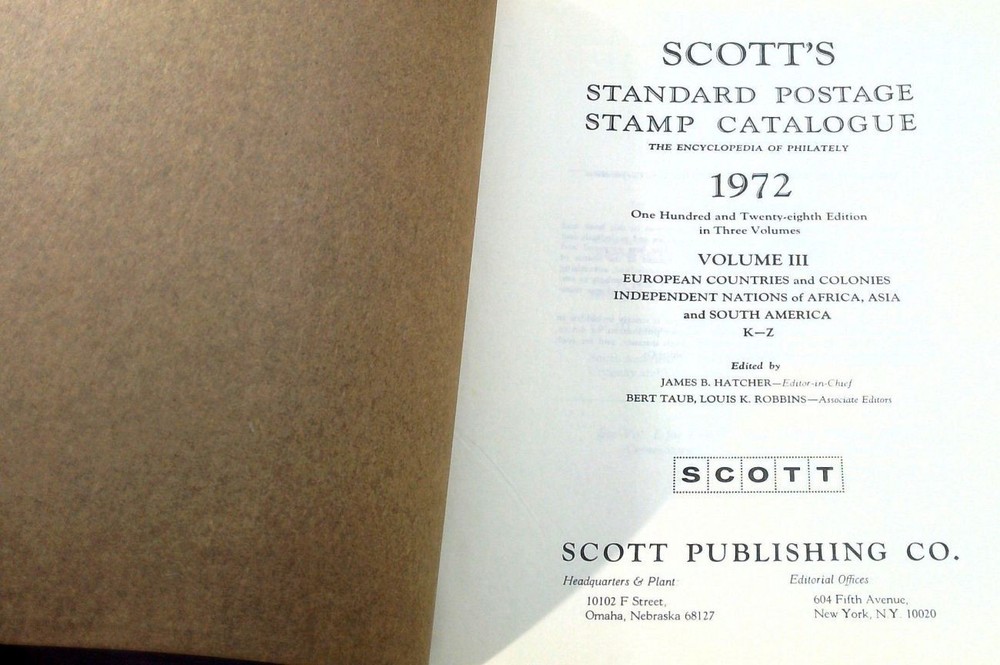 SCOTT'S
STANDARD POSTAGE
STAMP CATALOGUE
THE ENCYCLOPEDIA OF PHILATELY
1972
One Hundred and Twenty-eighth Edition
in Three Volumes
VOLUME III
EUROPEAN COUNTRIES and COLONIES
INDEPENDENT NATIONS of AFRICA, ASIA
and SOUTH AMERICA
K—Z
Edited by
JAMES B. HATCHER—Editor-in-Chief
BERT TAUB, LOUIS K. ROBBINS—Associate Editors
SCOTT
SCOTT PUBLISHING CO.
Headquarters & Plant
10102 F Street,
Omaha, Nebraska 68127
Editorial Offices
604 Fifth Avenue,
New York, N.Y. 10020